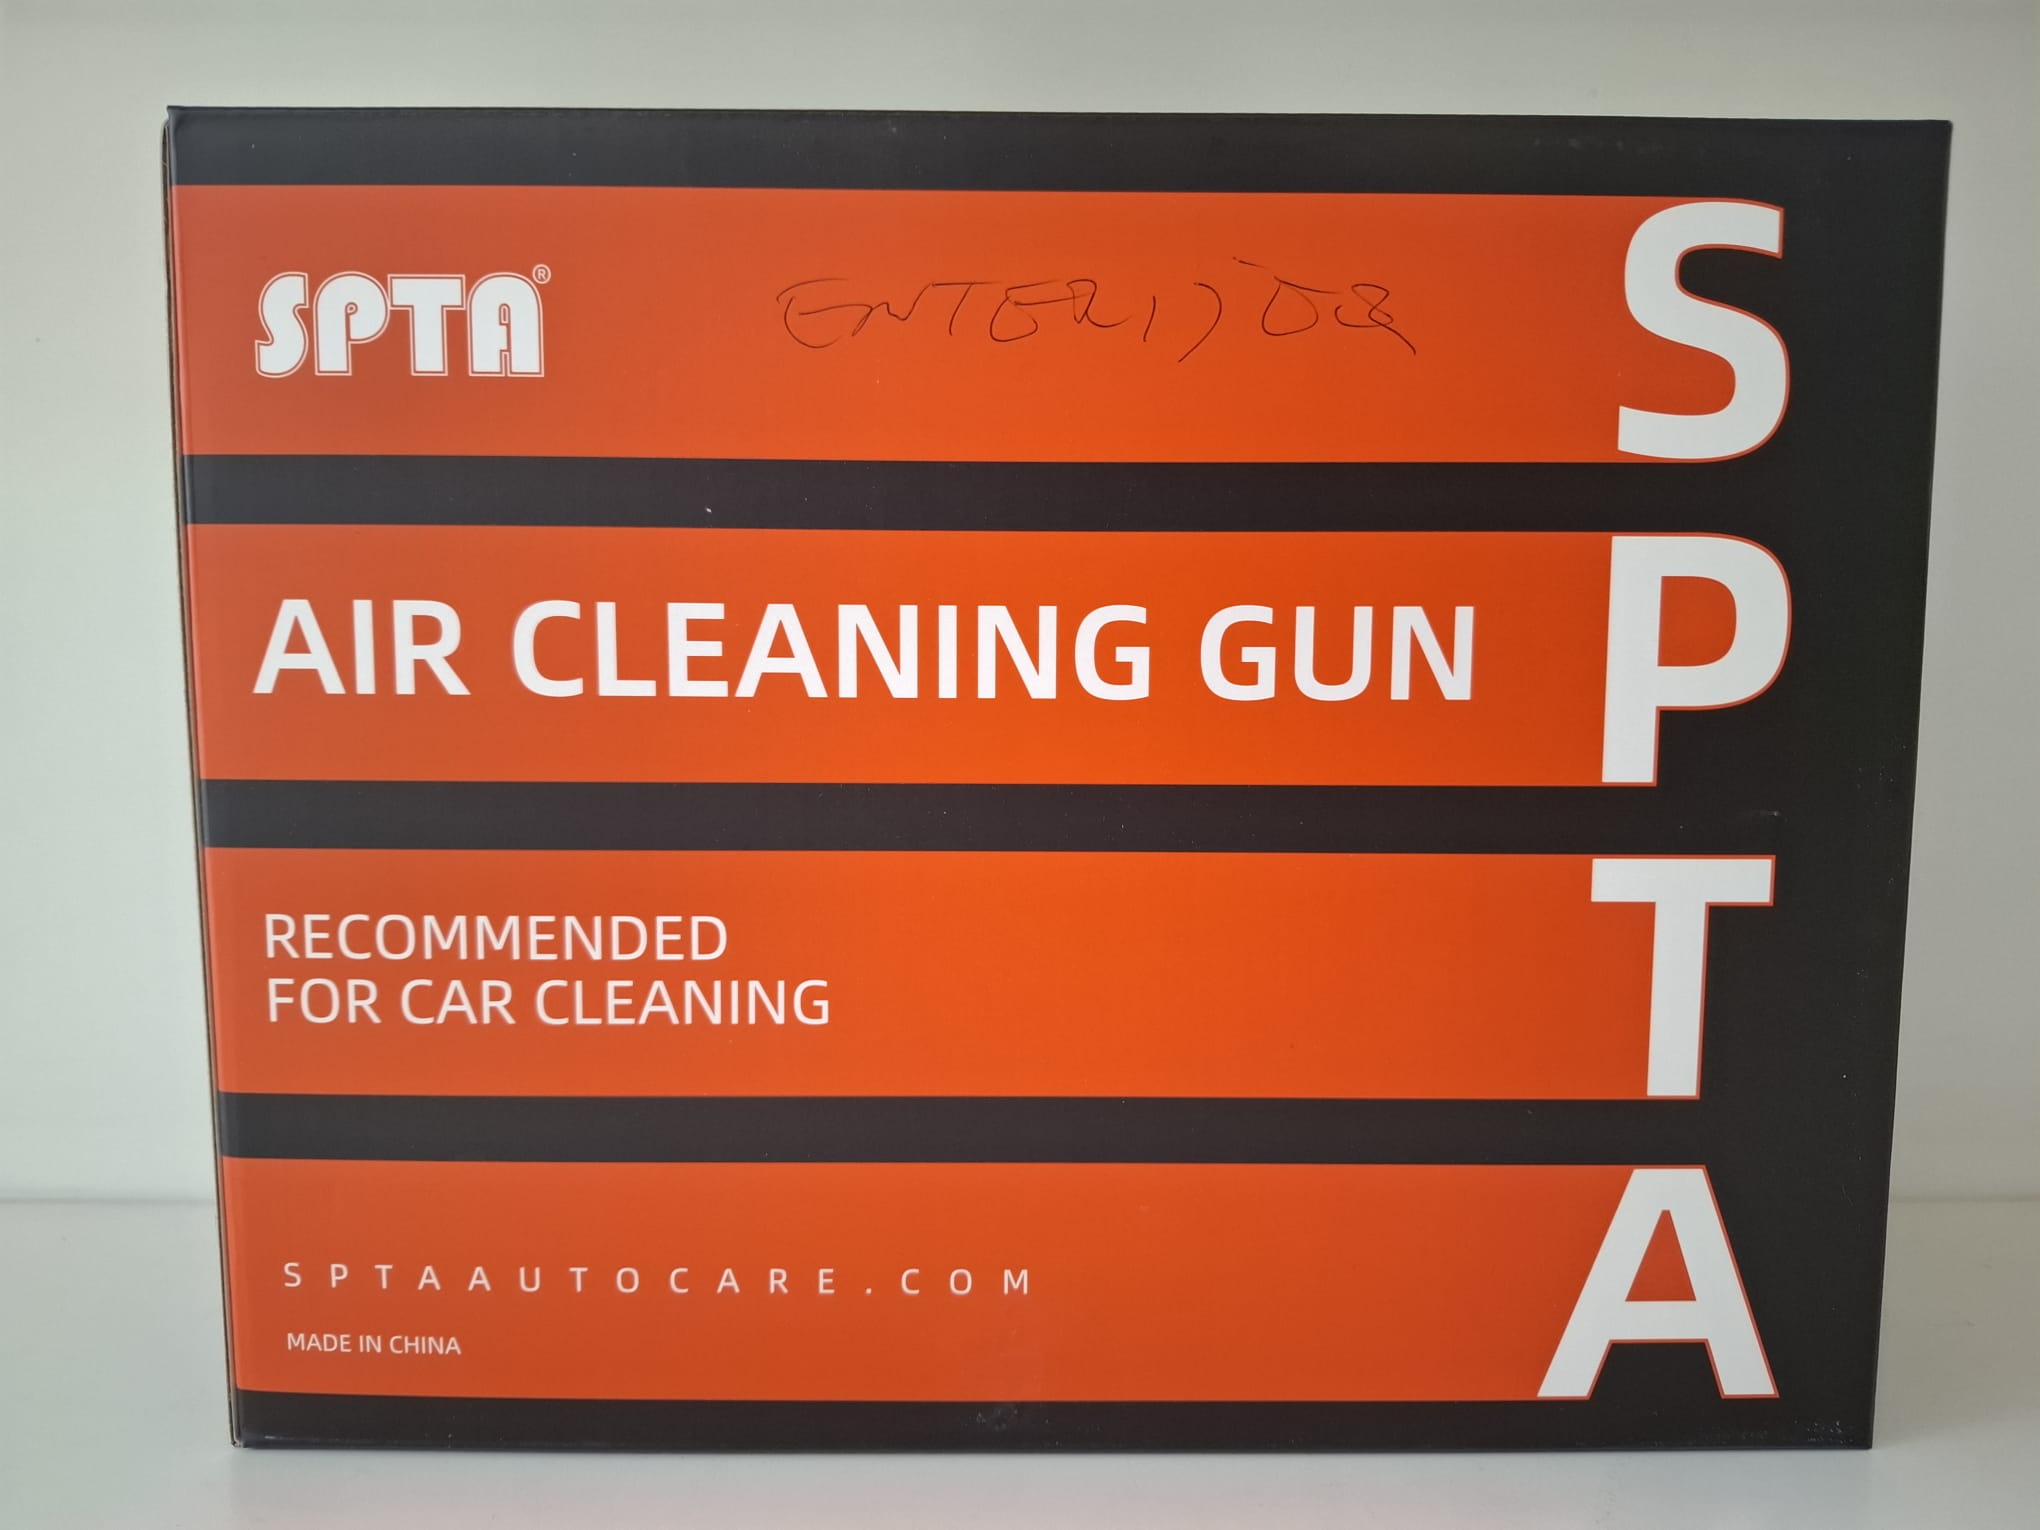 SPTA®
AIR CLEANING GUN
RECOMMENDED
FOR CAR CLEANING
SPTAAUTOCARE.COM
MADE IN CHINA
SPTA